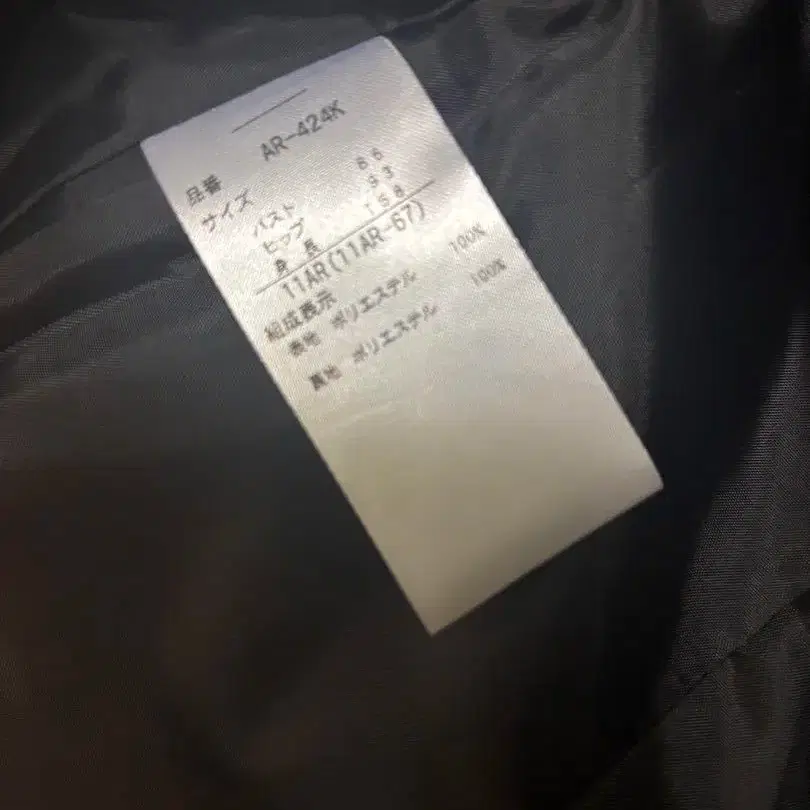 品番 AR-424K
サイズ
バスト 86
ヒップ 93
身長 158
11AR(11AR-67)
組成表示
表地 ポリエステル 100%
裏地 ポリエステル 100%